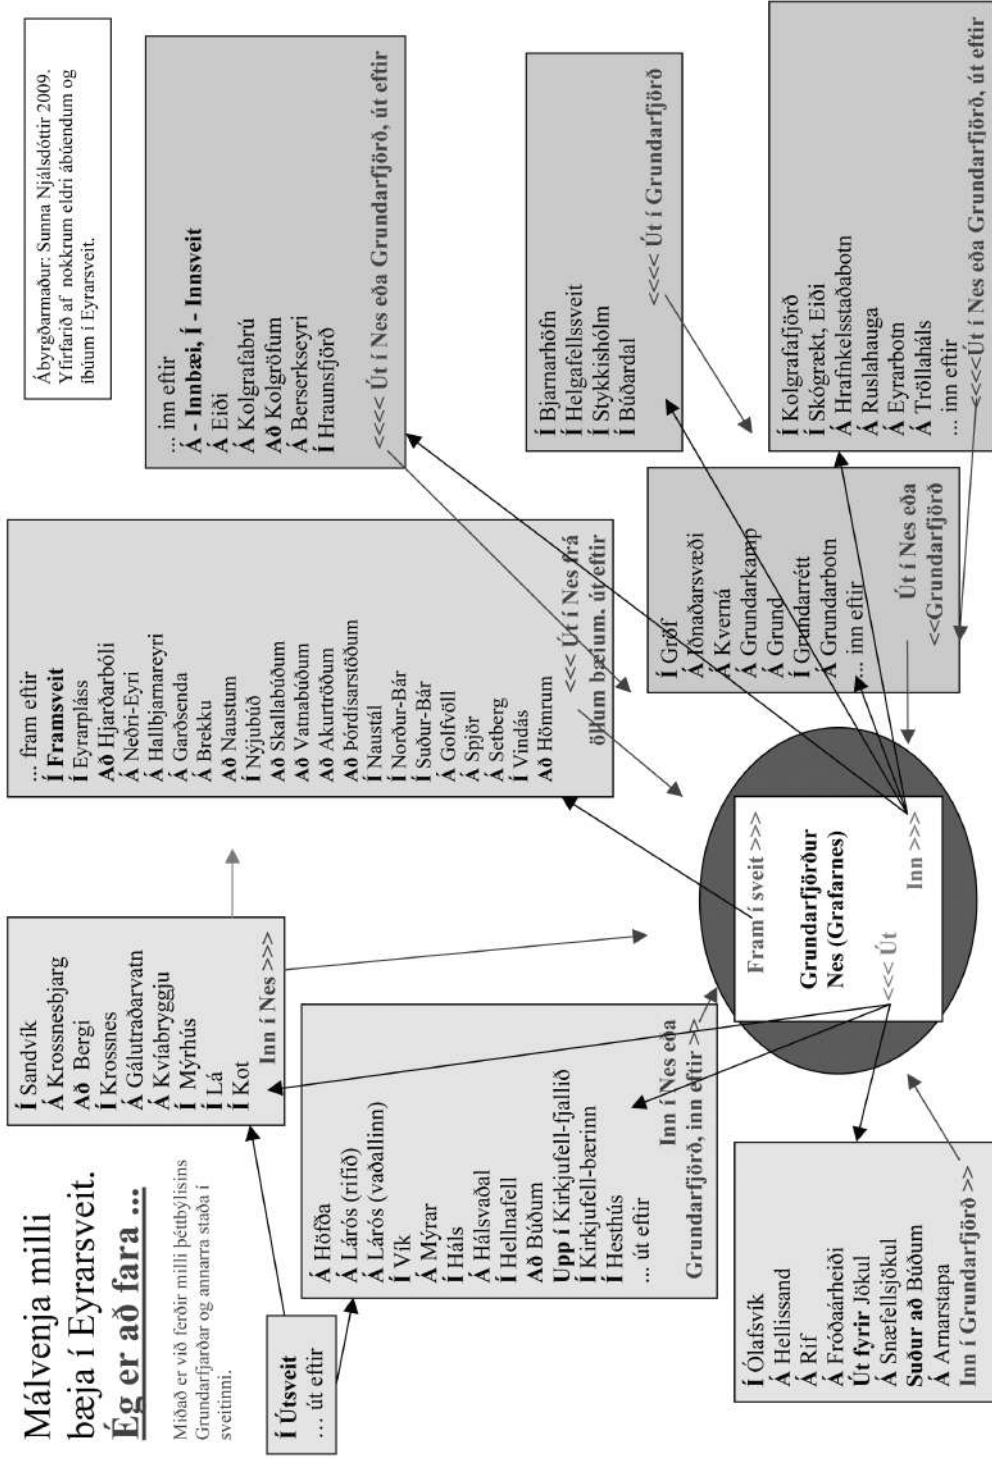 Málvenja milli
bæja í Eyrarsveit.
Ég er að fara ...
Miðað er við ferðir milli þéttbýlisins
Grundarfjarðar og annarra staða í
sveitinni.
Í Útsveit
… út eftir
Í Sandvík
Á Krossnesbjarg
Að Bergi
Í Krossnes
Á Gálutraðarvatn
Á Kvíabryggju
Í Mýrhús
Í Lá
Í Kot
Inn í Nes >>>
... fram eftir
Í Framsveit
Í Eyrarpláss
Að Hjarðarbóli
Á Neðri-Eyri
Á Hallbjarnareyri
Á Garðsenda
Á Brekku
Að Naustum
Í Nýjubúð
Að Skallabúðum
Að Vatnabúðum
Að Akurtröðum
Að Þórdísarstöðum
Í Naustál
Í Norður-Bár
Í Suður-Bár
Á Golfvöll
Á Spjör
Á Setberg
Í Vindás
Að Hömrum
<<< Út í Nes frá
öllum bæjum. út eftir
Ábyrgðarmaður: Sunna Njálsdóttir 2009.
Yfirfarið af nokkrum eldri ábúendum og
íbúum í Eyrarsveit.
... inn eftir
Á - Innbæi, Í - Innsveit
Á Eiði
Á Kolgrafabrú
Að Kolgröfum
Á Berserkseyri
Í Hraunsfjörð
<<<< Út í Nes eða Grundarfjörð, út eftir
Á Höfða
Á Lárós (rifið)
Á Lárós (vaðallinn)
Í Vík
Á Mýrar
Í Háls
Á Hálsvaðal
Í Hellnafell
Að Búðum
Upp í Kirkjufell-fjallið
Í Kirkjufell-bærinn
Í Hesthús
... út eftir
Inn í Nes eða
Grundarfjörð, inn eftir >>
Fram í sveit >>>
Grundarfjörður
Nes (Grafarnes)
<<< Út
Inn >>>
Í Bjarnarhöfn
Í Helgafellssveit
Í Stykkishólm
Í Búðardal
<<<< Út í Grundarfjörð
Í Gröf
Á Iðnaðarsvæði
Á Kverná
Á Grundarkamp
Á Grund
Í Grundarrétt
Á Grundarbotn
... inn eftir
Út í Nes eða
<<Grundarfjörð
Í Kolgrafafjörð
Í Skógrækt, Eiði
Á Hrafnkelsstaðabotn
Á Ruslahauga
Á Eyrarbotn
Á Tröllaháls
... inn eftir
<<<<Út í Nes eða Grundarfjörð, út eftir
Í Ólafsvík
Á Hellissand
Á Rif
Á Fróðaárheiði
Út fyrir Jökul
Á Snæfellsjökul
Suður að Búðum
Á Arnarstapa
Inn í Grundarfjörð >>